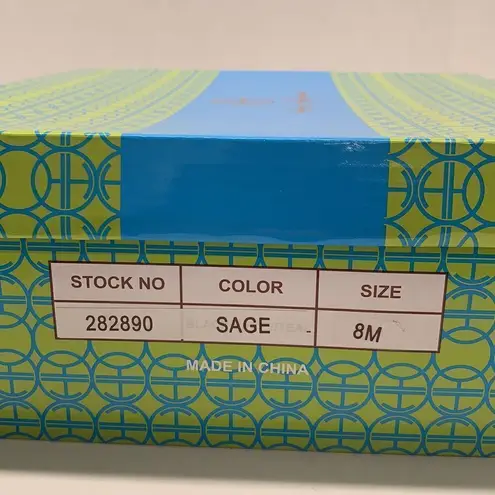 STOCK NO COLOR SIZE
282890 SAGE 8M
MADE IN CHINA